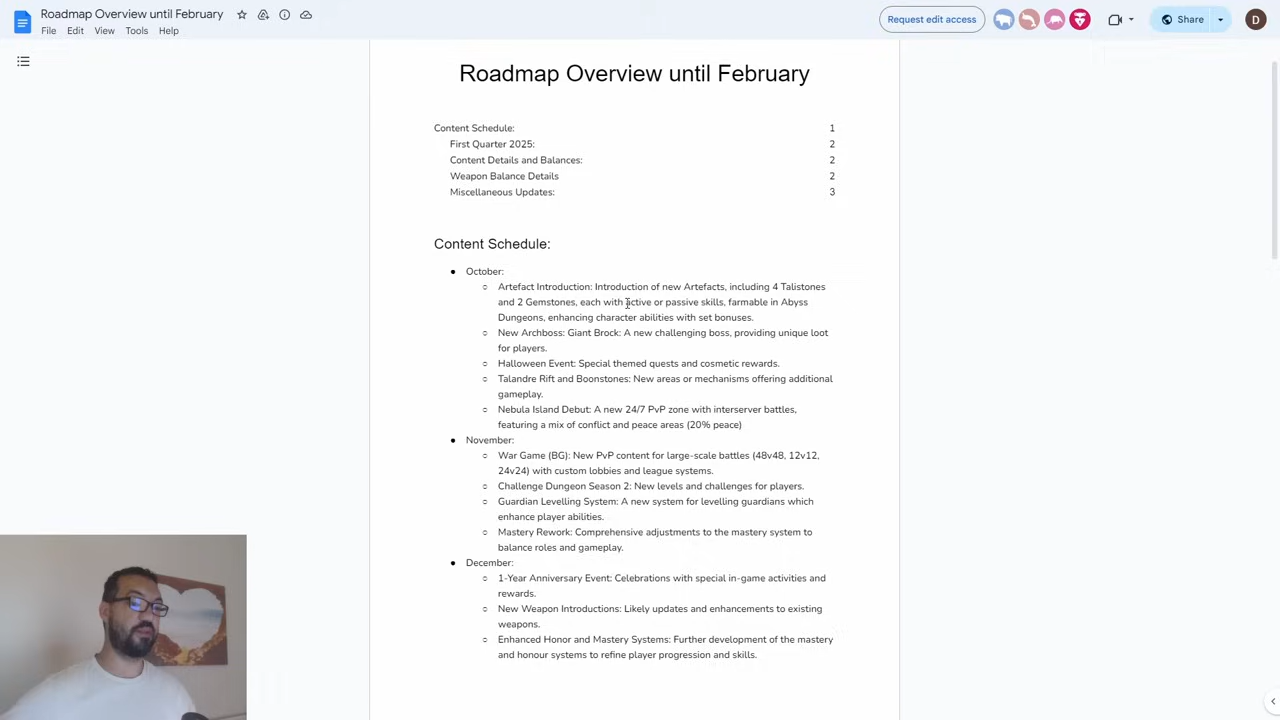 Roadmap Overview until February
File Edit View Tools Help
Request edit access
Share
D
Roadmap Overview until February
Content Schedule: 1
First Quarter 2025: 2
Content Details and Balances: 2
Weapon Balance Details 2
Miscellaneous Updates: 3
Content Schedule:
● October:
○ Artefact Introduction: Introduction of new Artefacts, including 4 Talistones
and 2 Gemstones, each with active or passive skills, farmable in Abyss
Dungeons, enhancing character abilities with set bonuses.
○ New Archboss: Giant Brock: A new challenging boss, providing unique loot
for players.
○ Halloween Event: Special themed quests and cosmetic rewards.
○ Talandre Rift and Boonstones: New areas or mechanisms offering additional
gameplay.
○ Nebula Island Debut: A new 24/7 PvP zone with interserver battles,
featuring a mix of conflict and peace areas (20% peace)
● November:
○ War Game (BG): New PvP content for large-scale battles (48v48, 12v12,
24v24) with custom lobbies and league systems.
○ Challenge Dungeon Season 2: New levels and challenges for players.
○ Guardian Levelling System: A new system for levelling guardians which
enhance player abilities.
○ Mastery Rework: Comprehensive adjustments to the mastery system to
balance roles and gameplay.
● December:
○ 1-Year Anniversary Event: Celebrations with special in-game activities and
rewards.
○ New Weapon Introductions: Likely updates and enhancements to existing
weapons.
○ Enhanced Honor and Mastery Systems: Further development of the mastery
and honour systems to refine player progression and skills.